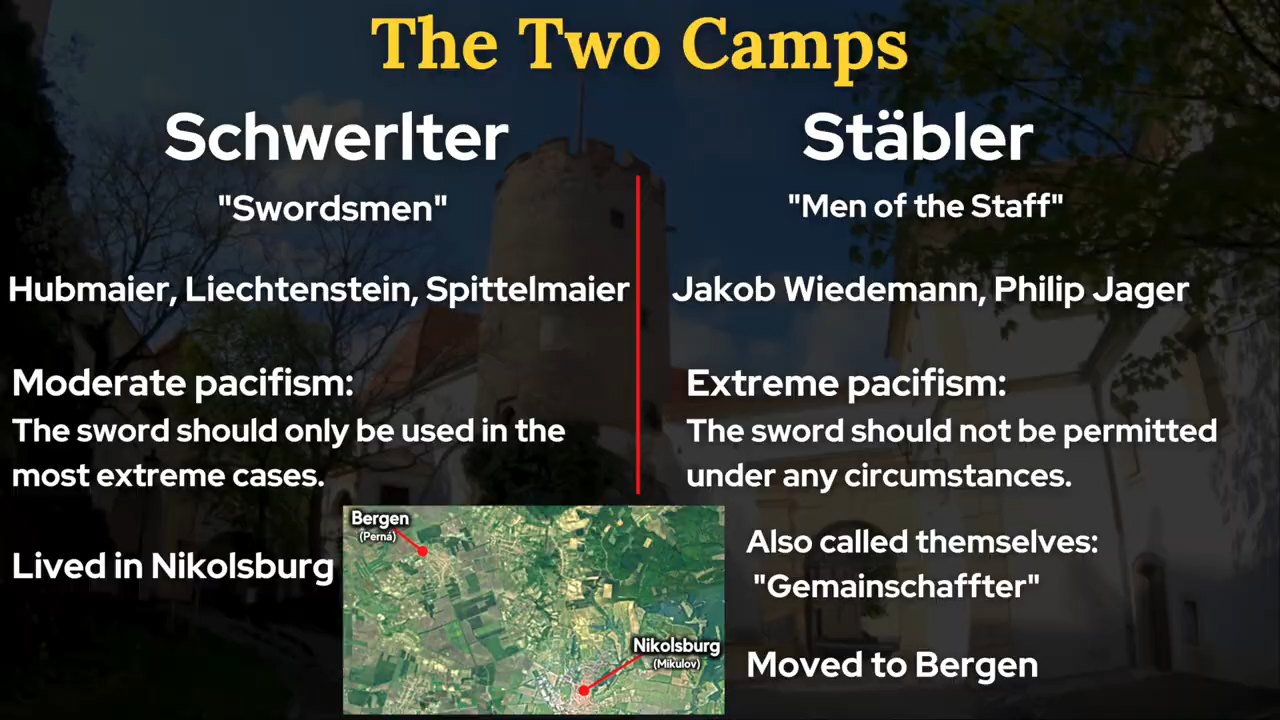 The Two Camps
Schwerlter
"Swordsmen"
Hubmaier, Liechtenstein, Spittelmaier
Moderate pacifism:
The sword should only be used in the
most extreme cases.
Lived in Nikolsburg
Stäbler
"Men of the Staff"
Jakob Wiedemann, Philip Jager
Extreme pacifism:
The sword should not be permitted
under any circumstances.
Also called themselves:
"Gemainschaffter"
Moved to Bergen
Bergen
(Perná)
Nikolsburg
(Mikulov)